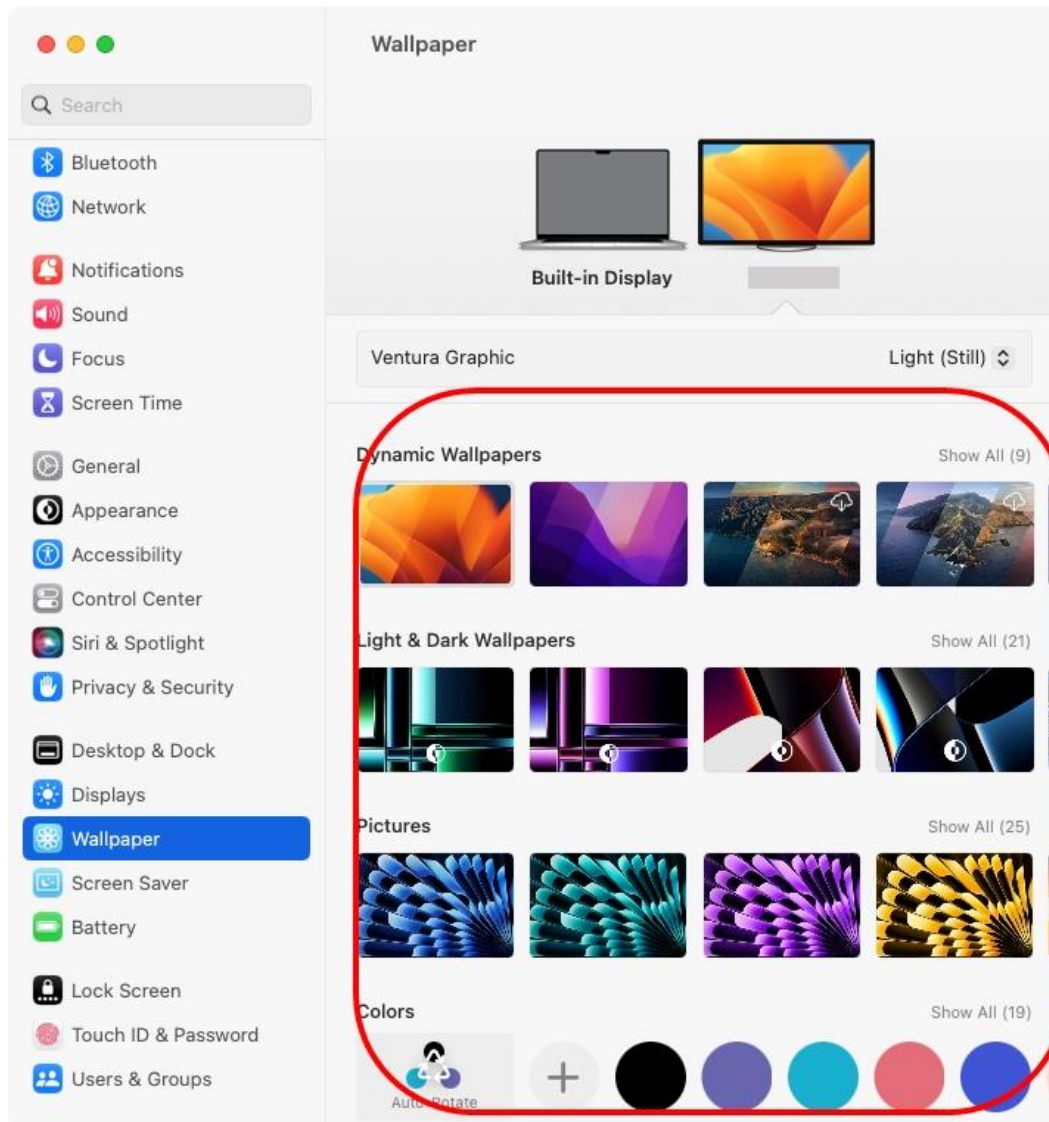 Wallpaper
Search
Bluetooth
Network
Notifications
Sound
Focus
Screen Time
General
Appearance
Accessibility
Control Center
Siri & Spotlight
Privacy & Security
Desktop & Dock
Displays
Wallpaper
Screen Saver
Battery
Lock Screen
Touch ID & Password
Users & Groups
Built-in Display
Ventura Graphic Light (Still)
Dynamic Wallpapers Show All (9)
Light & Dark Wallpapers Show All (21)
Pictures Show All (25)
Colors Show All (19)
Auto-Rotate